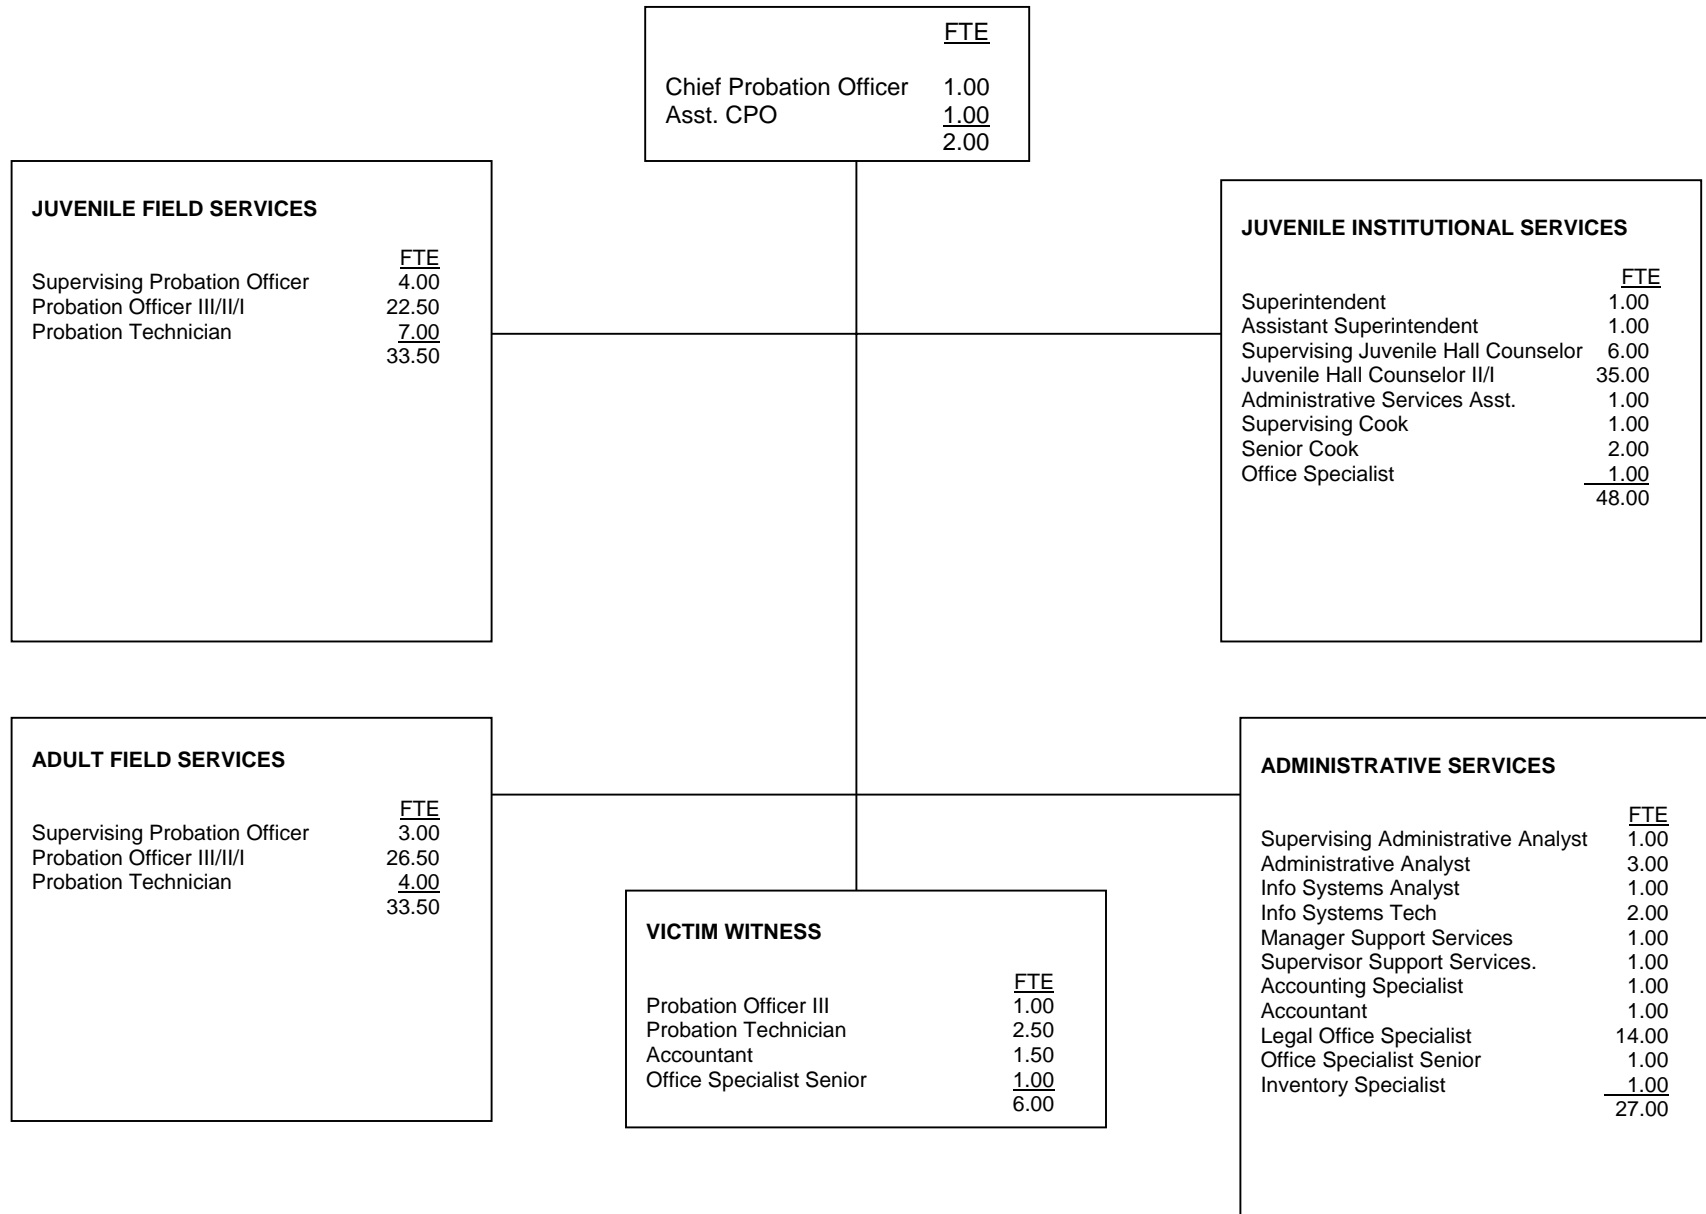 FTE
Chief Probation Officer 1.00
Asst. CPO 1.00
2.00
JUVENILE FIELD SERVICES
FTE
Supervising Probation Officer 4.00
Probation Officer III/II/I 22.50
Probation Technician 7.00
33.50
JUVENILE INSTITUTIONAL SERVICES
FTE
Superintendent 1.00
Assistant Superintendent 1.00
Supervising Juvenile Hall Counselor 6.00
Juvenile Hall Counselor II/I 35.00
Administrative Services Asst. 1.00
Supervising Cook 1.00
Senior Cook 2.00
Office Specialist 1.00
48.00
ADULT FIELD SERVICES
FTE
Supervising Probation Officer 3.00
Probation Officer III/II/I 26.50
Probation Technician 4.00
33.50
VICTIM WITNESS
FTE
Probation Officer III 1.00
Probation Technician 2.50
Accountant 1.50
Office Specialist Senior 1.00
6.00
ADMINISTRATIVE SERVICES
FTE
Supervising Administrative Analyst 1.00
Administrative Analyst 3.00
Info Systems Analyst 1.00
Info Systems Tech 2.00
Manager Support Services 1.00
Supervisor Support Services. 1.00
Accounting Specialist 1.00
Accountant 1.00
Legal Office Specialist 14.00
Office Specialist Senior 1.00
Inventory Specialist 1.00
27.00